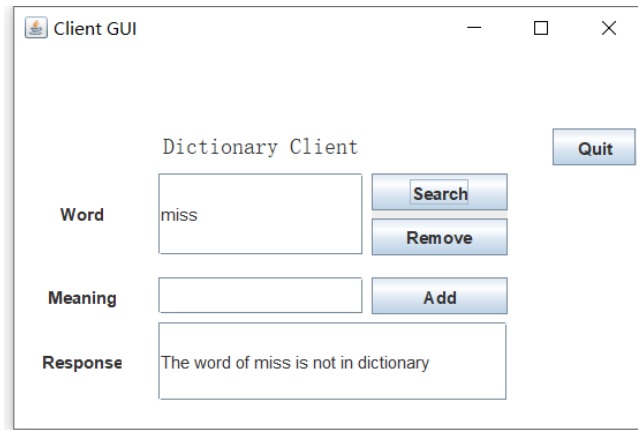 Client GUI
Dictionary Client
Quit
Word
miss
Search
Remove
Meaning
Add
Response
The word of miss is not in dictionary